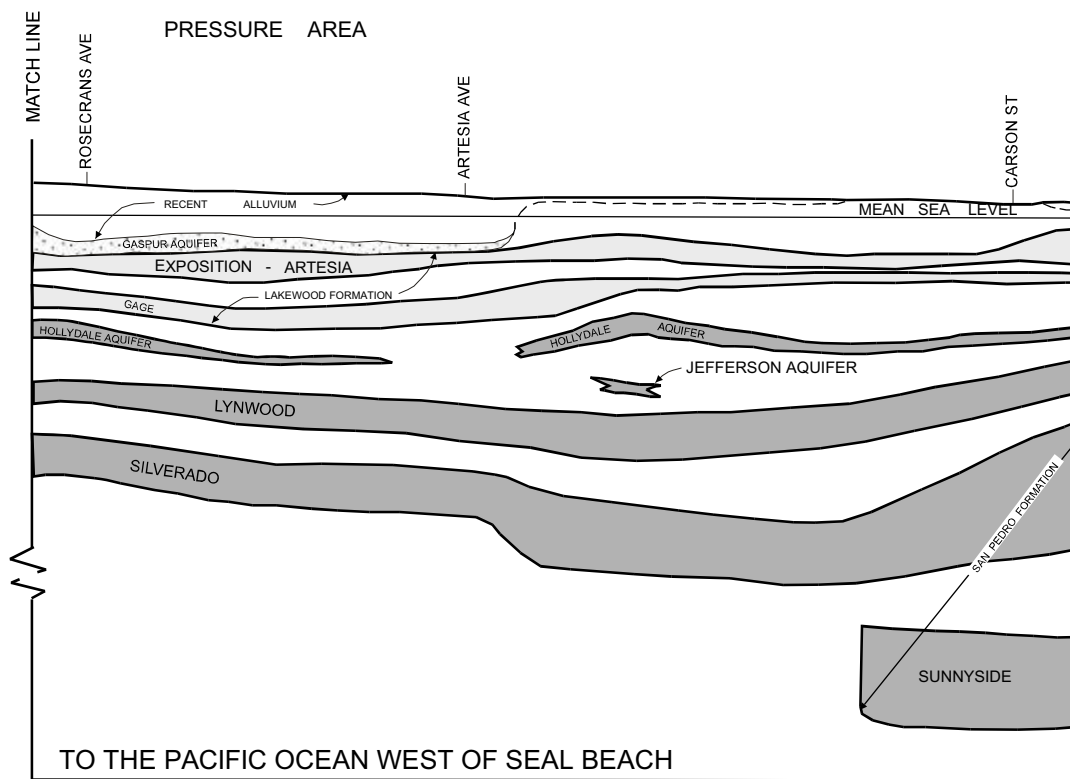 PRESSURE AREA
MATCH LINE
ROSECRANS AVE
ARTESIA AVE
CARSON ST
RECENT ALLUVIUM
MEAN SEA LEVEL
GASPUR AQUIFER
EXPOSITION - ARTESIA
LAKEWOOD FORMATION
GAGE
HOLLYDALE AQUIFER
HOLLYDALE AQUIFER
JEFFERSON AQUIFER
LYNWOOD
SILVERADO
SAN PEDRO FORMATION
SUNNYSIDE
TO THE PACIFIC OCEAN WEST OF SEAL BEACH